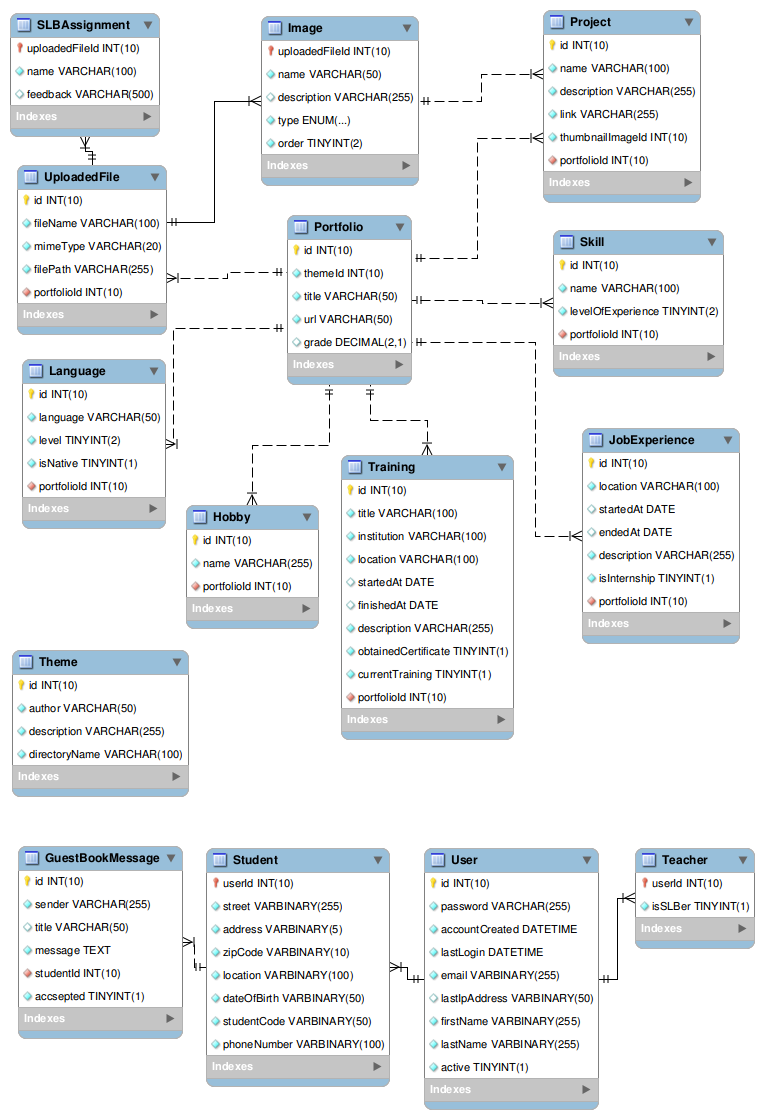 SLBAssignment
uploadedFileId INT(10)
name VARCHAR(100)
feedback VARCHAR(500)
Indexes
Image
uploadedFileId INT(10)
name VARCHAR(50)
description VARCHAR(255)
type ENUM(...)
order TINYINT(2)
Indexes
Project
id INT(10)
name VARCHAR(100)
description VARCHAR(255)
link VARCHAR(255)
thumbnailImageId INT(10)
portfolioId INT(10)
Indexes
UploadedFile
id INT(10)
fileName VARCHAR(100)
mimeType VARCHAR(20)
filePath VARCHAR(255)
portfolioId INT(10)
Indexes
Portfolio
id INT(10)
themeId INT(10)
title VARCHAR(50)
url VARCHAR(50)
grade DECIMAL(2,1)
Indexes
Skill
id INT(10)
name VARCHAR(100)
levelOfExperience TINYINT(2)
portfolioId INT(10)
Indexes
Language
id INT(10)
language VARCHAR(50)
level TINYINT(2)
isNative TINYINT(1)
portfolioId INT(10)
Indexes
Hobby
id INT(10)
name VARCHAR(255)
portfolioId INT(10)
Indexes
Training
id INT(10)
title VARCHAR(100)
institution VARCHAR(100)
location VARCHAR(100)
startedAt DATE
finishedAt DATE
description VARCHAR(255)
obtainedCertificate TINYINT(1)
currentTraining TINYINT(1)
portfolioId INT(10)
Indexes
JobExperience
id INT(10)
location VARCHAR(100)
startedAt DATE
endedAt DATE
description VARCHAR(255)
isInternship TINYINT(1)
portfolioId INT(10)
Indexes
Theme
id INT(10)
author VARCHAR(50)
description VARCHAR(255)
directoryName VARCHAR(100)
Indexes
GuestBookMessage
id INT(10)
sender VARCHAR(255)
title VARCHAR(50)
message TEXT
studentId INT(10)
accsepted TINYINT(1)
Indexes
Student
userId INT(10)
street VARBINARY(255)
address VARBINARY(5)
zipCode VARBINARY(10)
location VARBINARY(100)
dateOfBirth VARBINARY(50)
studentCode VARBINARY(50)
phoneNumber VARBINARY(100)
Indexes
User
id INT(10)
password VARCHAR(255)
accountCreated DATETIME
lastLogin DATETIME
email VARBINARY(255)
lastIpAddress VARBINARY(50)
firstName VARBINARY(255)
lastName VARBINARY(255)
active TINYINT(1)
Indexes
Teacher
userId INT(10)
isSLBer TINYINT(1)
Indexes